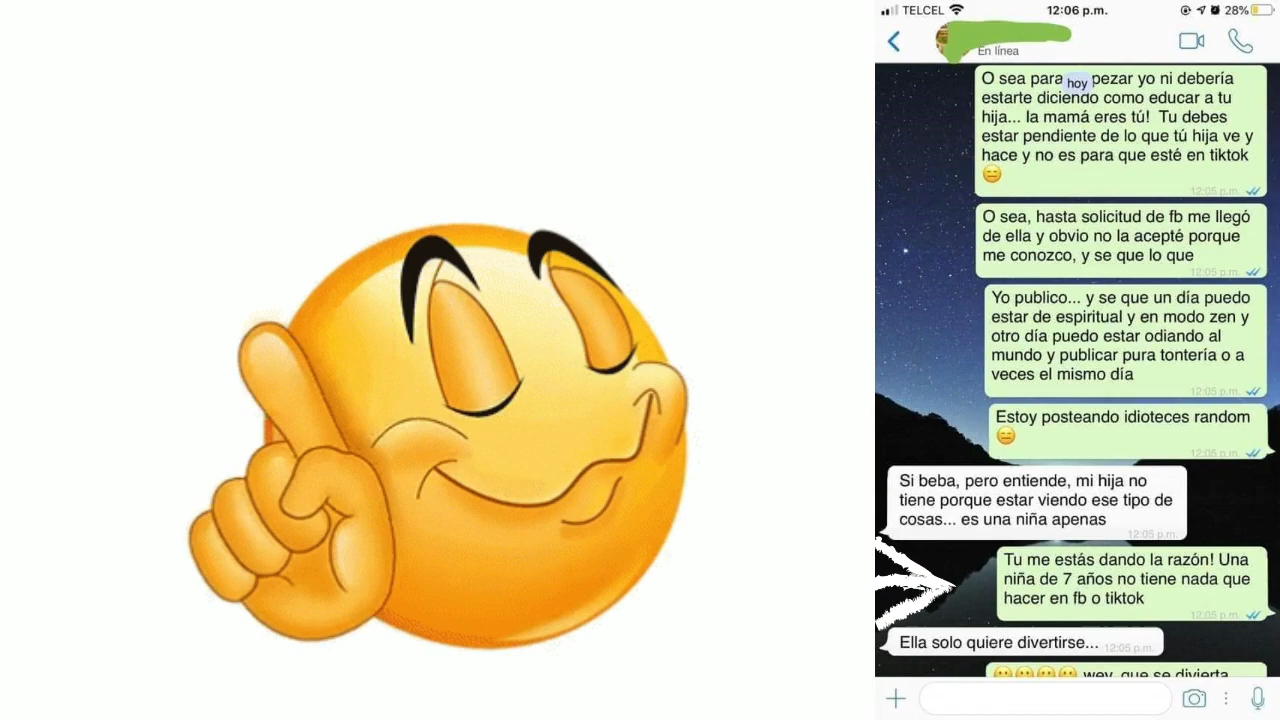 TELCEL 12:06 p.m. 28%
En línea
hoy
O sea para pezar yo ni debería
estarte diciendo como educar a tu
hija... la mamá eres tú! Tu debes
estar pendiente de lo que tú hija ve y
hace y no es para que esté en tiktok
😑
12:05 p.m.
O sea, hasta solicitud de fb me llegó
de ella y obvio no la acepté porque
me conozco, y se que lo que
12:05 p.m.
Yo publico... y se que un día puedo
estar de espiritual y en modo zen y
otro día puedo estar odiando al
mundo y publicar pura tontería o a
veces el mismo día
12:05 p.m.
Estoy posteando idioteces random
😑
12:05 p.m.
Si beba, pero entiende, mi hija no
tiene porque estar viendo ese tipo de
cosas... es una niña apenas
12:05 p.m.
Tu me estás dando la razón! Una
niña de 7 años no tiene nada que
hacer en fb o tiktok
12:05 p.m.
Ella solo quiere divertirse... 12:05 p.m.
wey, que se divierta